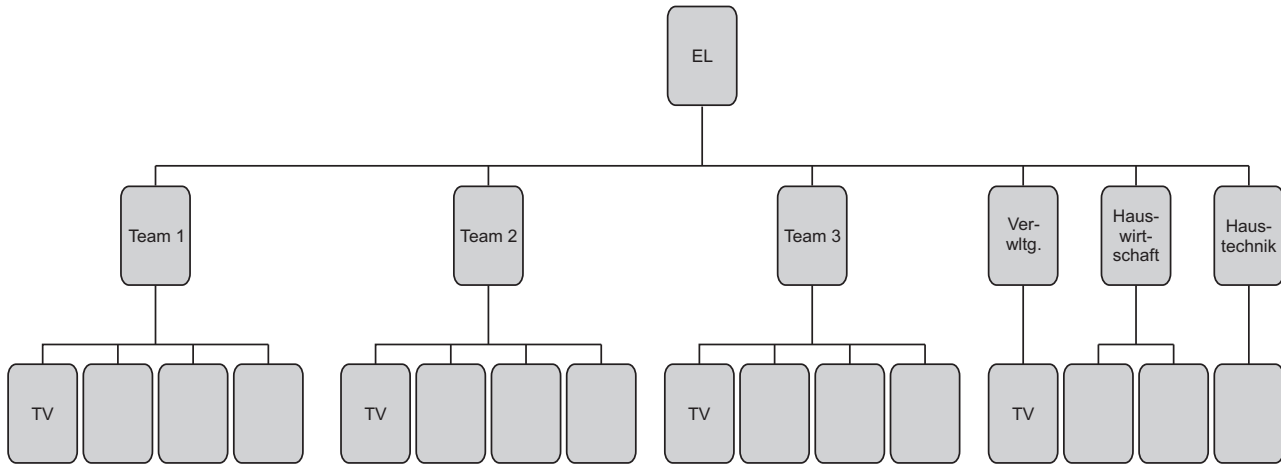 EL
Team 1
Team 2
Team 3
Ver-
wltg.
Haus-
wirt-
schaft
Haus-
technik
TV
TV
TV
TV